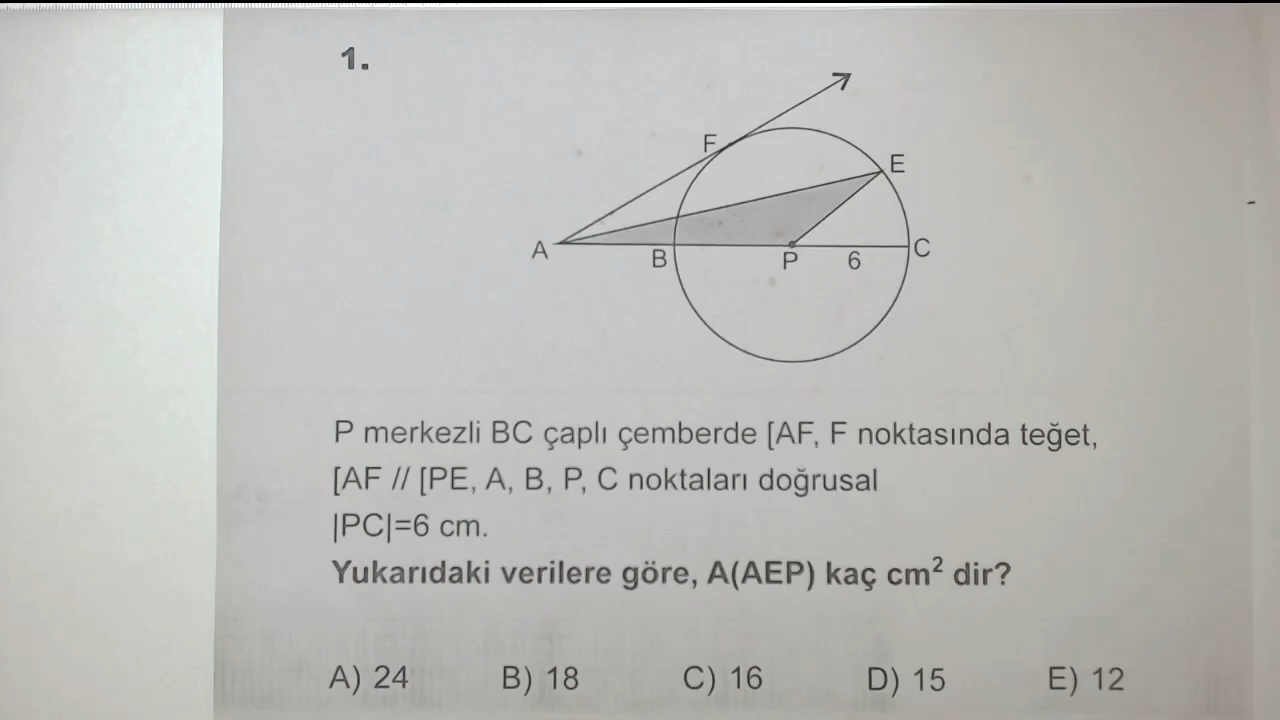 1.
F
E
A
B
P
6
C
P merkezli BC çaplı çemberde [AF, F noktasında teğet,
[AF // [PE, A, B, P, C noktaları doğrusal
|PC|=6 cm.
Yukarıdaki verilere göre, A(AEP) kaç cm² dir?
A) 24 B) 18 C) 16 D) 15 E) 12